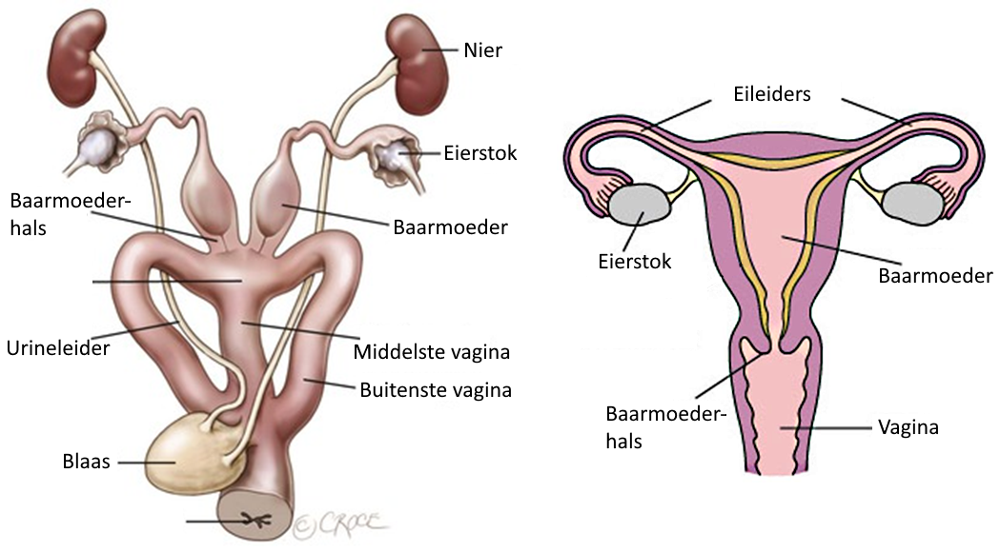 Nier
Eierstok
Baarmoeder-
hals
Baarmoeder
Urineleider
Middelste vagina
Buitenste vagina
Blaas
© CROCE
Eileiders
Eierstok
Baarmoeder
Baarmoeder-
hals
Vagina